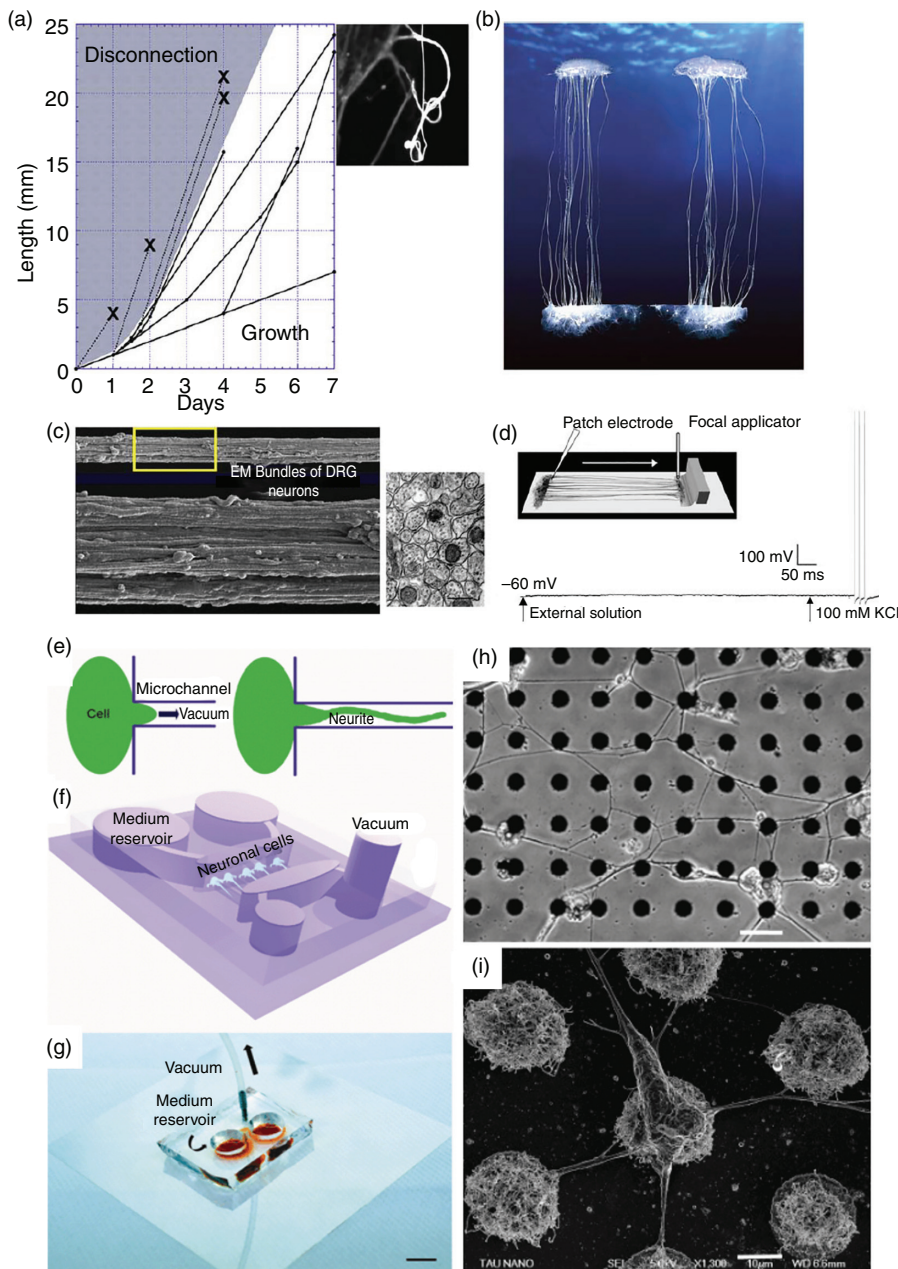 (a)
25
20
15
10
5
0
Length (mm)
Disconnection
X
X
X
X
Growth
0 1 2 3 4 5 6 7
Days
(b)
(c)
EM Bundles of DRG
neurons
(d)
Patch electrode
Focal applicator
100 mV
50 ms
–60 mV
External solution
100 mM KCl
(e)
Cell
Microchannel
Vacuum
Neurite
(f)
Medium
reservoir
Neuronal cells
Vacuum
(g)
Vacuum
Medium
reservoir
(h)
(i)
TAU NANO
SEI
X1,300
10μm
WD 6.6mm